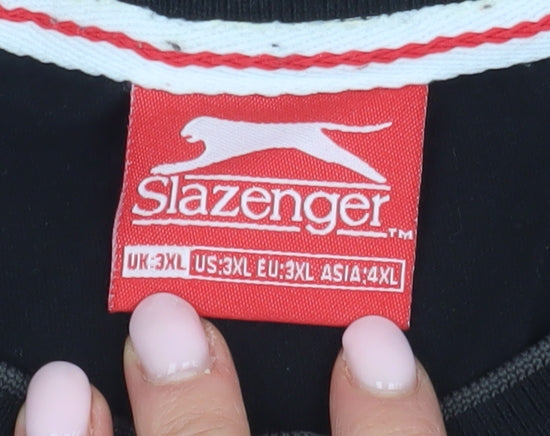 Slazenger™
UK:3XL US:3XL EU:3XL ASIA:4XL